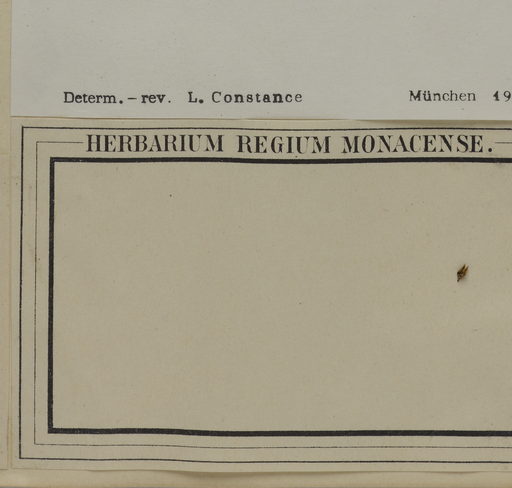 Determ.-rev. L. Constance München 19
HERBARIUM REGIUM MONACENSE.